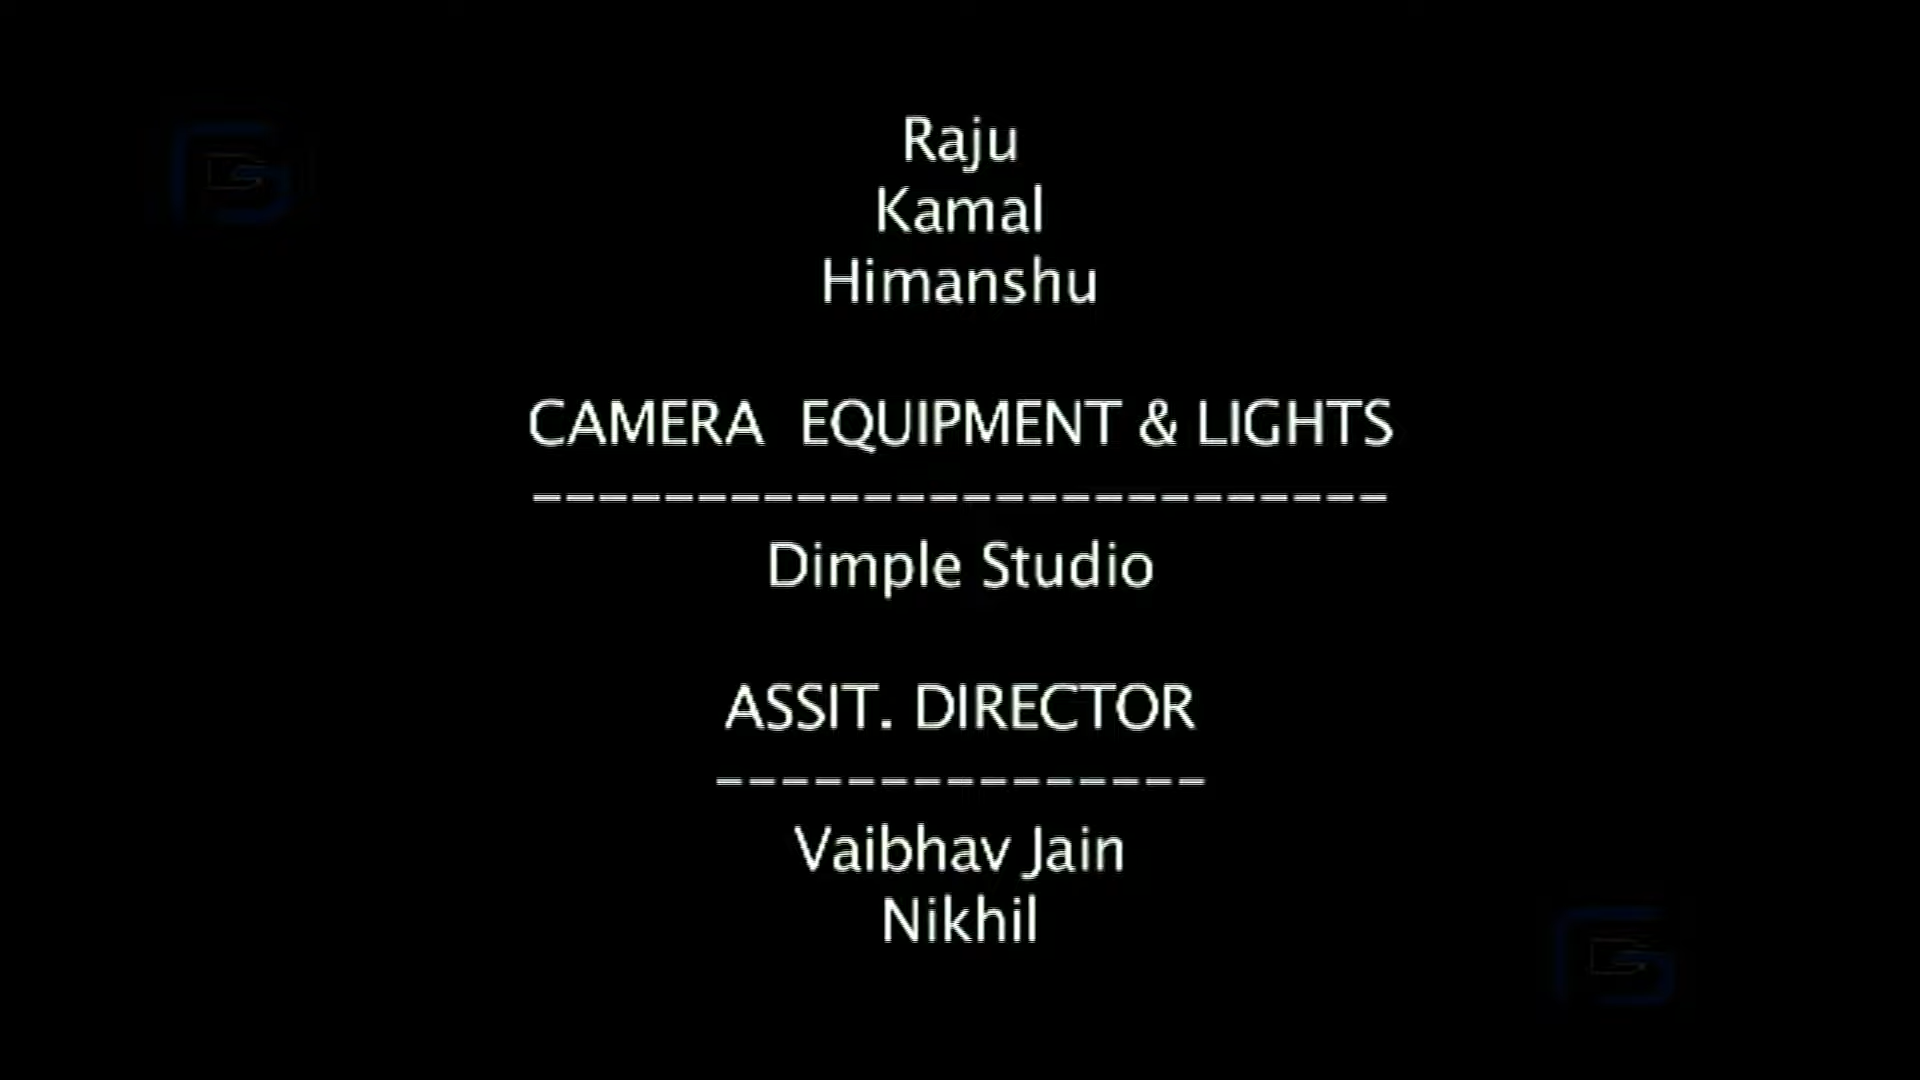 Raju
Kamal
Himanshu
CAMERA  EQUIPMENT & LIGHTS
--------------------------
Dimple Studio
ASSIT. DIRECTOR
---------------
Vaibhav Jain
Nikhil